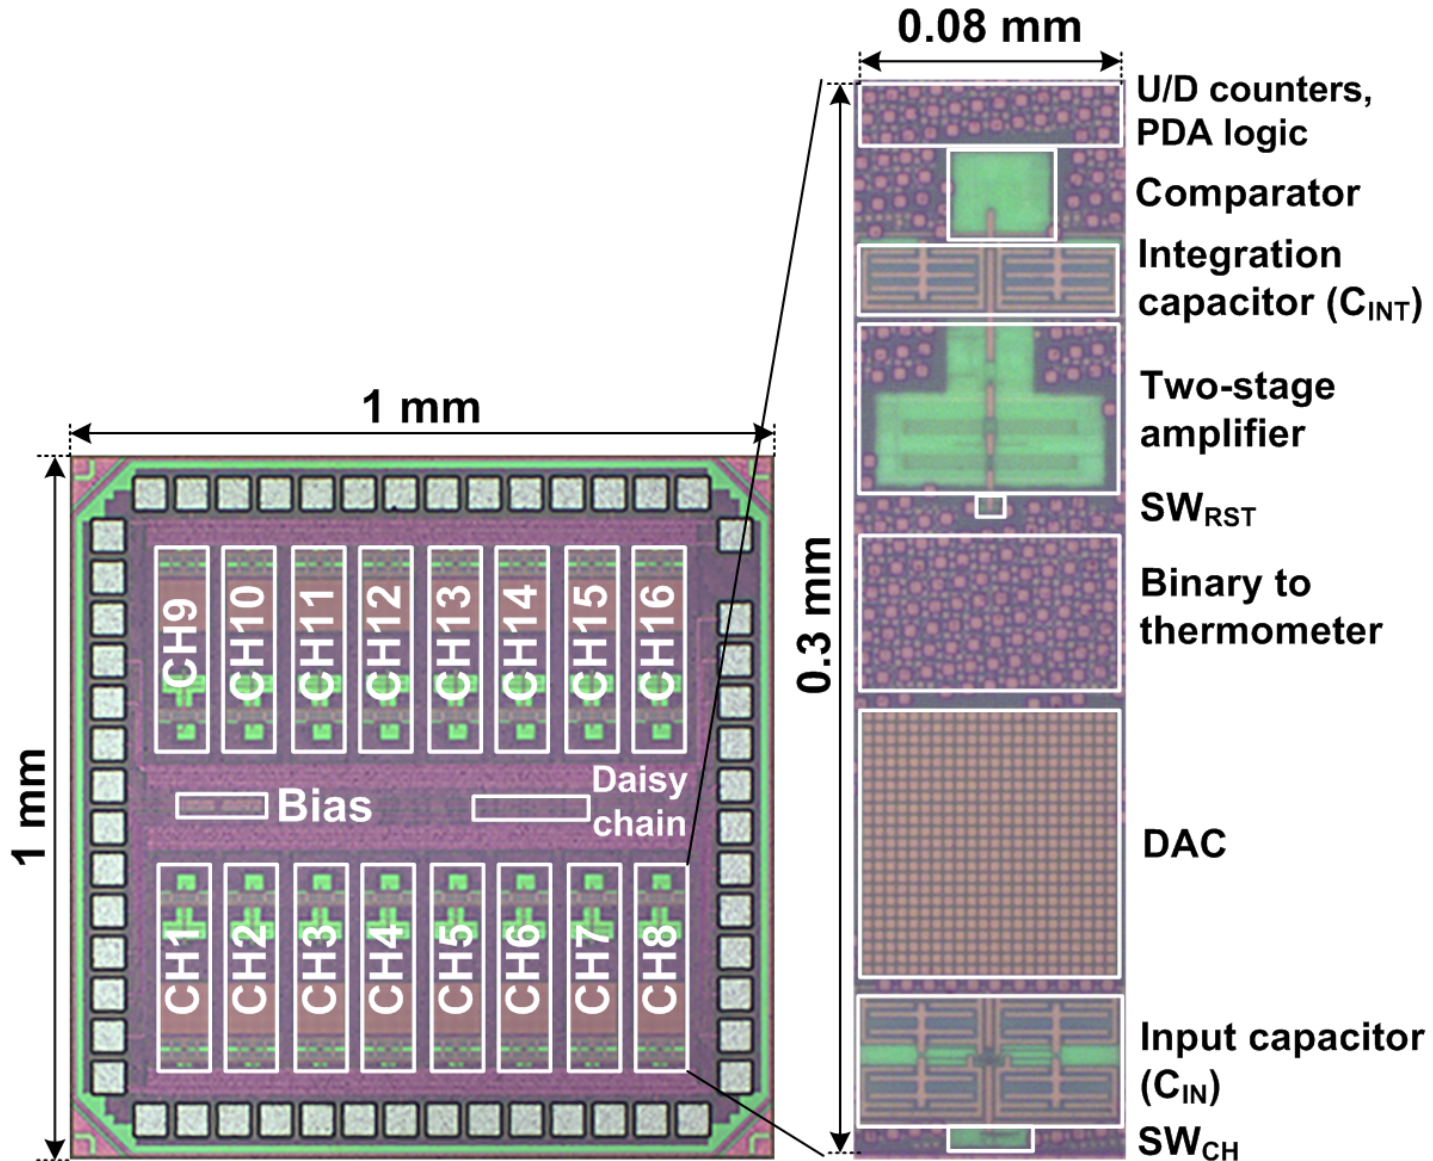 0.08 mm
U/D counters,
PDA logic
Comparator
Integration
capacitor (CINT)
Two-stage
amplifier
SWRST
Binary to
thermometer
DAC
Input capacitor
(CIN)
SWCH
0.3 mm
1 mm
1 mm
CH9
CH10
CH11
CH12
CH13
CH14
CH15
CH16
Bias
Daisy
chain
CH1
CH2
CH3
CH4
CH5
CH6
CH7
CH8